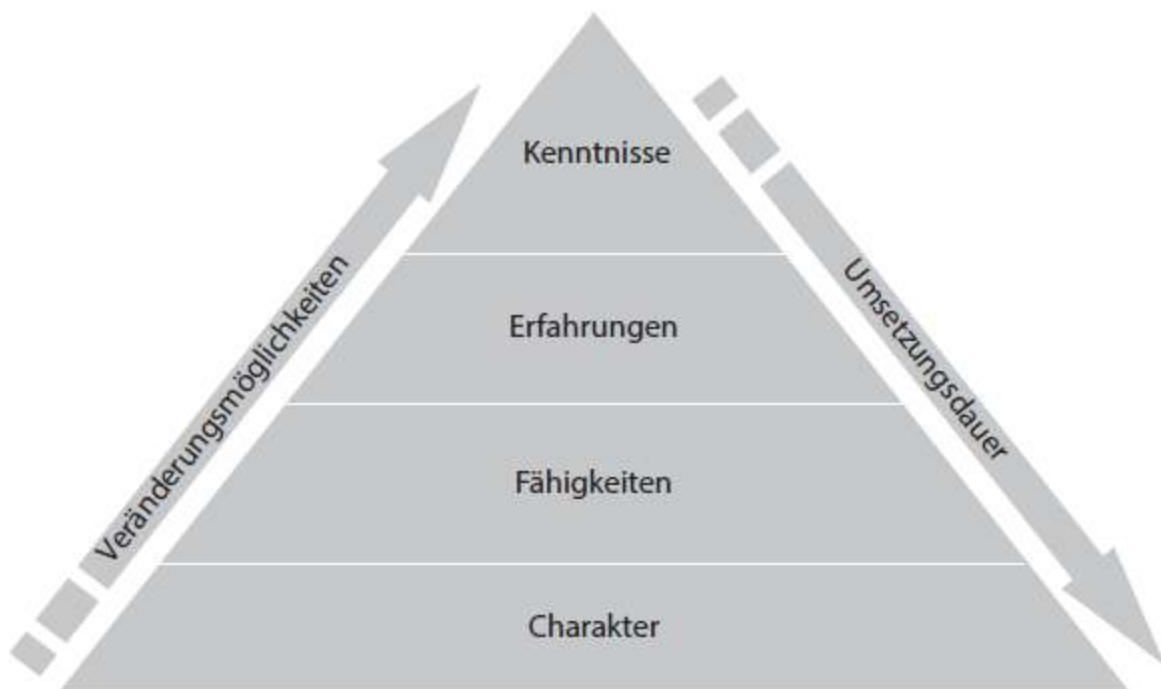 Kenntnisse
Erfahrungen
Fähigkeiten
Charakter
Veränderungsmöglichkeiten
Umsetzungsdauer